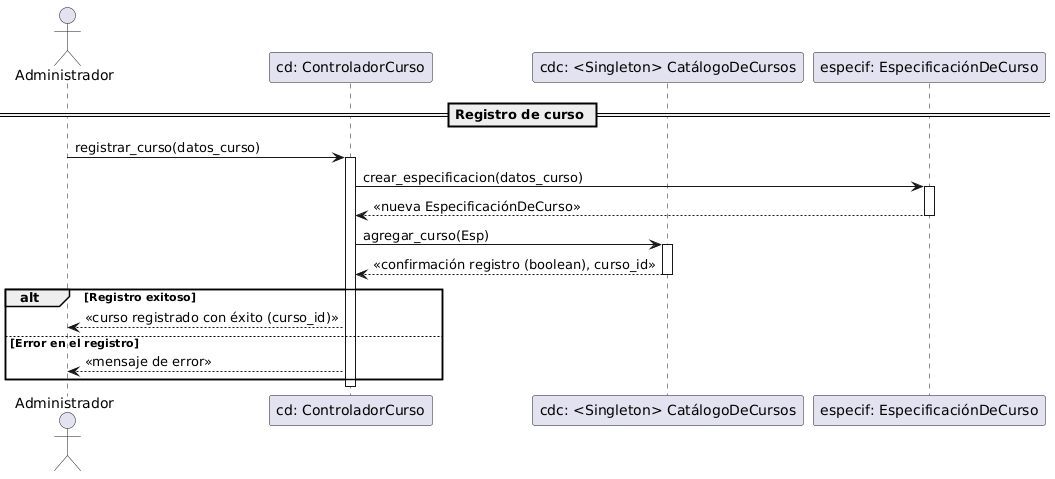 Administrador
cd: ControladorCurso
cdc: <Singleton> CatálogoDeCursos
especif: EspecificaciónDeCurso
Registro de curso
registrar_curso(datos_curso)
crear_especificacion(datos_curso)
«nueva EspecificaciónDeCurso»
agregar_curso(Esp)
«confirmación registro (boolean), curso_id»
alt
[Registro exitoso]
«curso registrado con éxito (curso_id)»
[Error en el registro]
«mensaje de error»
Administrador
cd: ControladorCurso
cdc: <Singleton> CatálogoDeCursos
especif: EspecificaciónDeCurso